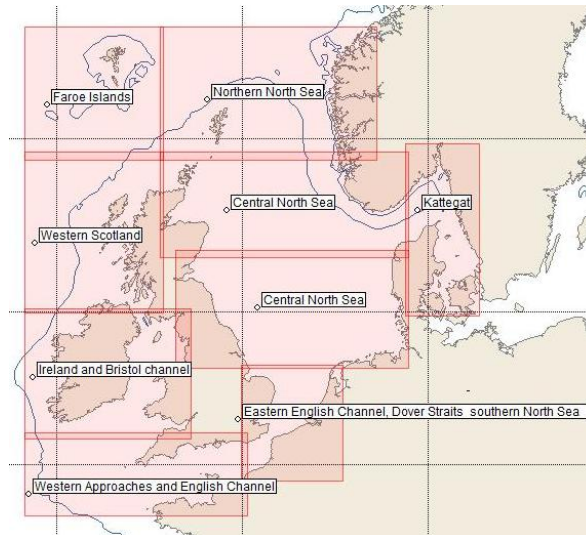 Faroe Islands
Northern North Sea
Central North Sea
Kattegat
Western Scotland
Central North Sea
Ireland and Bristol channel
Eastern English Channel, Dover Straits southern North Sea
Western Approaches and English Channel